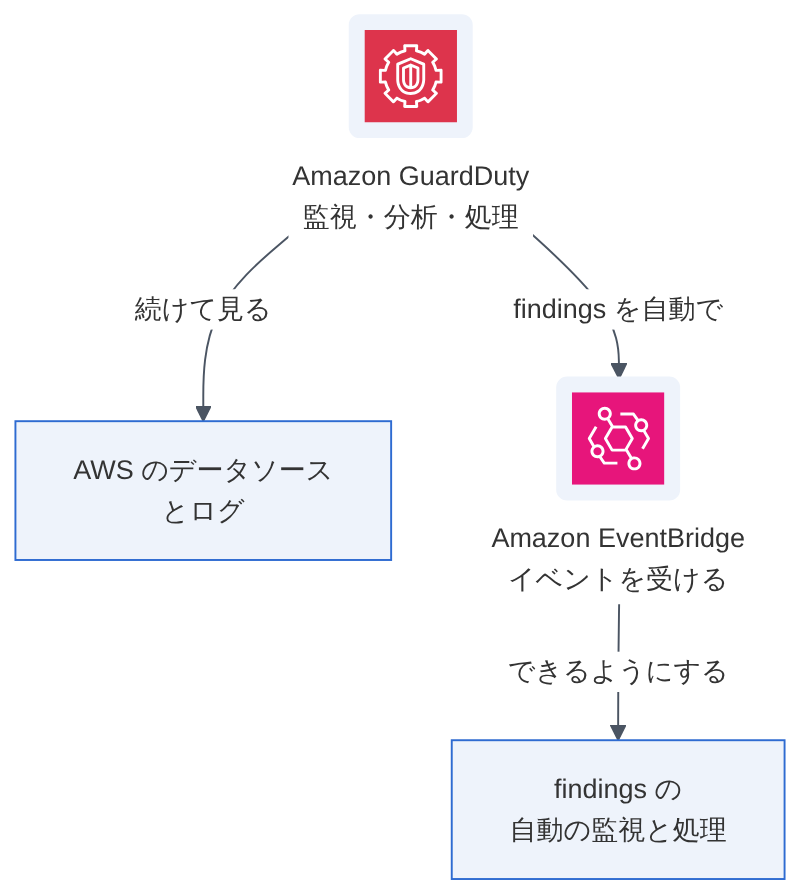 Amazon GuardDuty
監視・分析・処理
続けて見る
findings を自動で
AWS のデータソース
とログ
Amazon EventBridge
イベントを受ける
できるようにする
findings の
自動の監視と処理